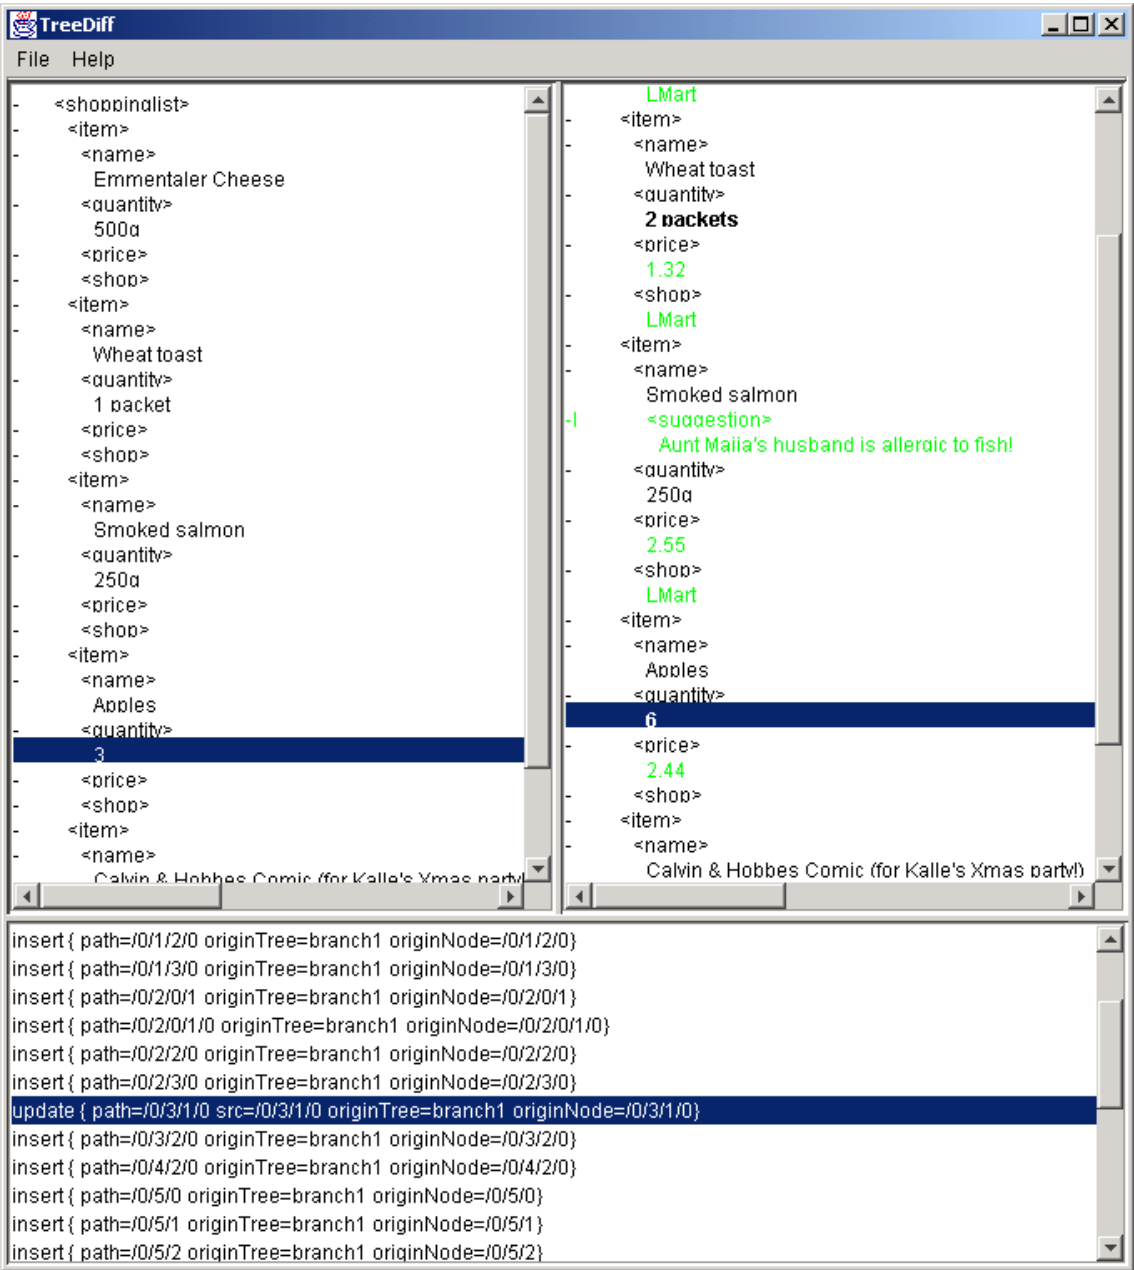 TreeDiff
File Help
- <shoppinglist>
- <item>
- <name>
Emmentaler Cheese
- <quantity>
500g
- <price>
- <shop>
- <item>
- <name>
Wheat toast
- <quantity>
1 packet
- <price>
- <shop>
- <item>
- <name>
Smoked salmon
- <quantity>
250g
- <price>
- <shop>
- <item>
- <name>
Apples
- <quantity>
3
- <price>
- <shop>
- <item>
- <name>
Calvin & Hobbes Comic (for Kalle's Xmas party!
LMart
- <item>
- <name>
Wheat toast
- <quantity>
2 packets
- <price>
1.32
- <shop>
LMart
- <item>
- <name>
Smoked salmon
-I <suggestion>
Aunt Maija's husband is allergic to fish!
- <quantity>
250g
- <price>
2.55
- <shop>
LMart
- <item>
- <name>
Apples
- <quantity>
6
- <price>
2.44
- <shop>
- <item>
- <name>
Calvin & Hobbes Comic (for Kalle's Xmas party!)
insert { path=/0/1/2/0 originTree=branch1 originNode=/0/1/2/0}
insert { path=/0/1/3/0 originTree=branch1 originNode=/0/1/3/0}
insert { path=/0/2/0/1 originTree=branch1 originNode=/0/2/0/1}
insert { path=/0/2/0/1/0 originTree=branch1 originNode=/0/2/0/1/0}
insert { path=/0/2/2/0 originTree=branch1 originNode=/0/2/2/0}
insert { path=/0/2/3/0 originTree=branch1 originNode=/0/2/3/0}
update { path=/0/3/1/0 src=/0/3/1/0 originTree=branch1 originNode=/0/3/1/0}
insert { path=/0/3/2/0 originTree=branch1 originNode=/0/3/2/0}
insert { path=/0/4/2/0 originTree=branch1 originNode=/0/4/2/0}
insert { path=/0/5/0 originTree=branch1 originNode=/0/5/0}
insert { path=/0/5/1 originTree=branch1 originNode=/0/5/1}
insert { path=/0/5/2 originTree=branch1 originNode=/0/5/2}